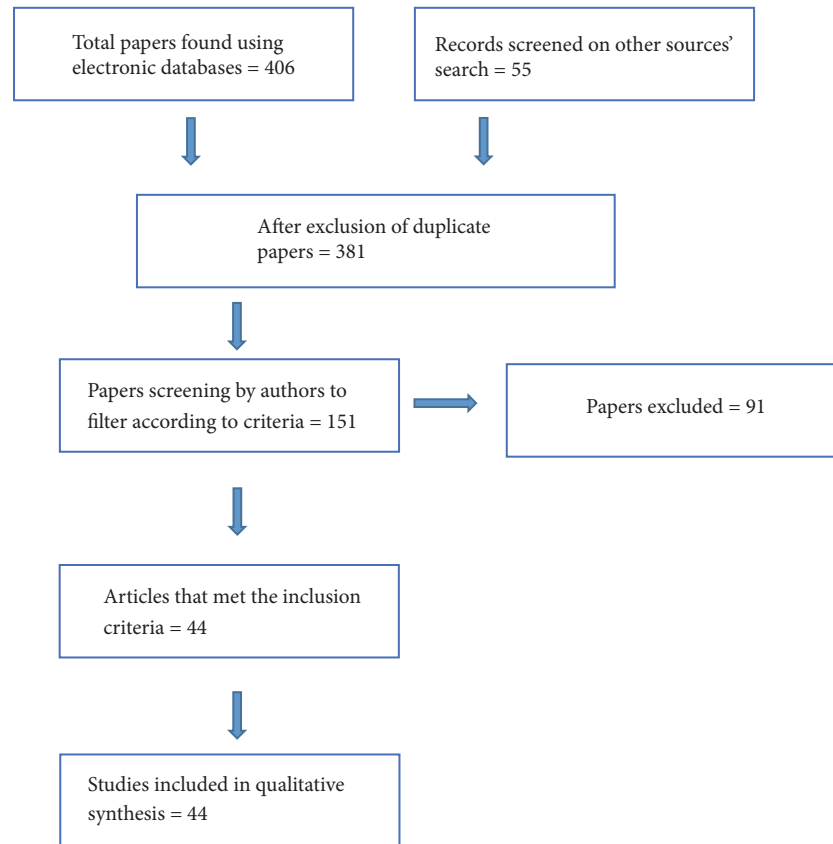 Total papers found using
electronic databases = 406
Records screened on other sources’
search = 55
After exclusion of duplicate
papers = 381
Papers screening by authors to
filter according to criteria = 151
Papers excluded = 91
Articles that met the inclusion
criteria = 44
Studies included in qualitative
synthesis = 44